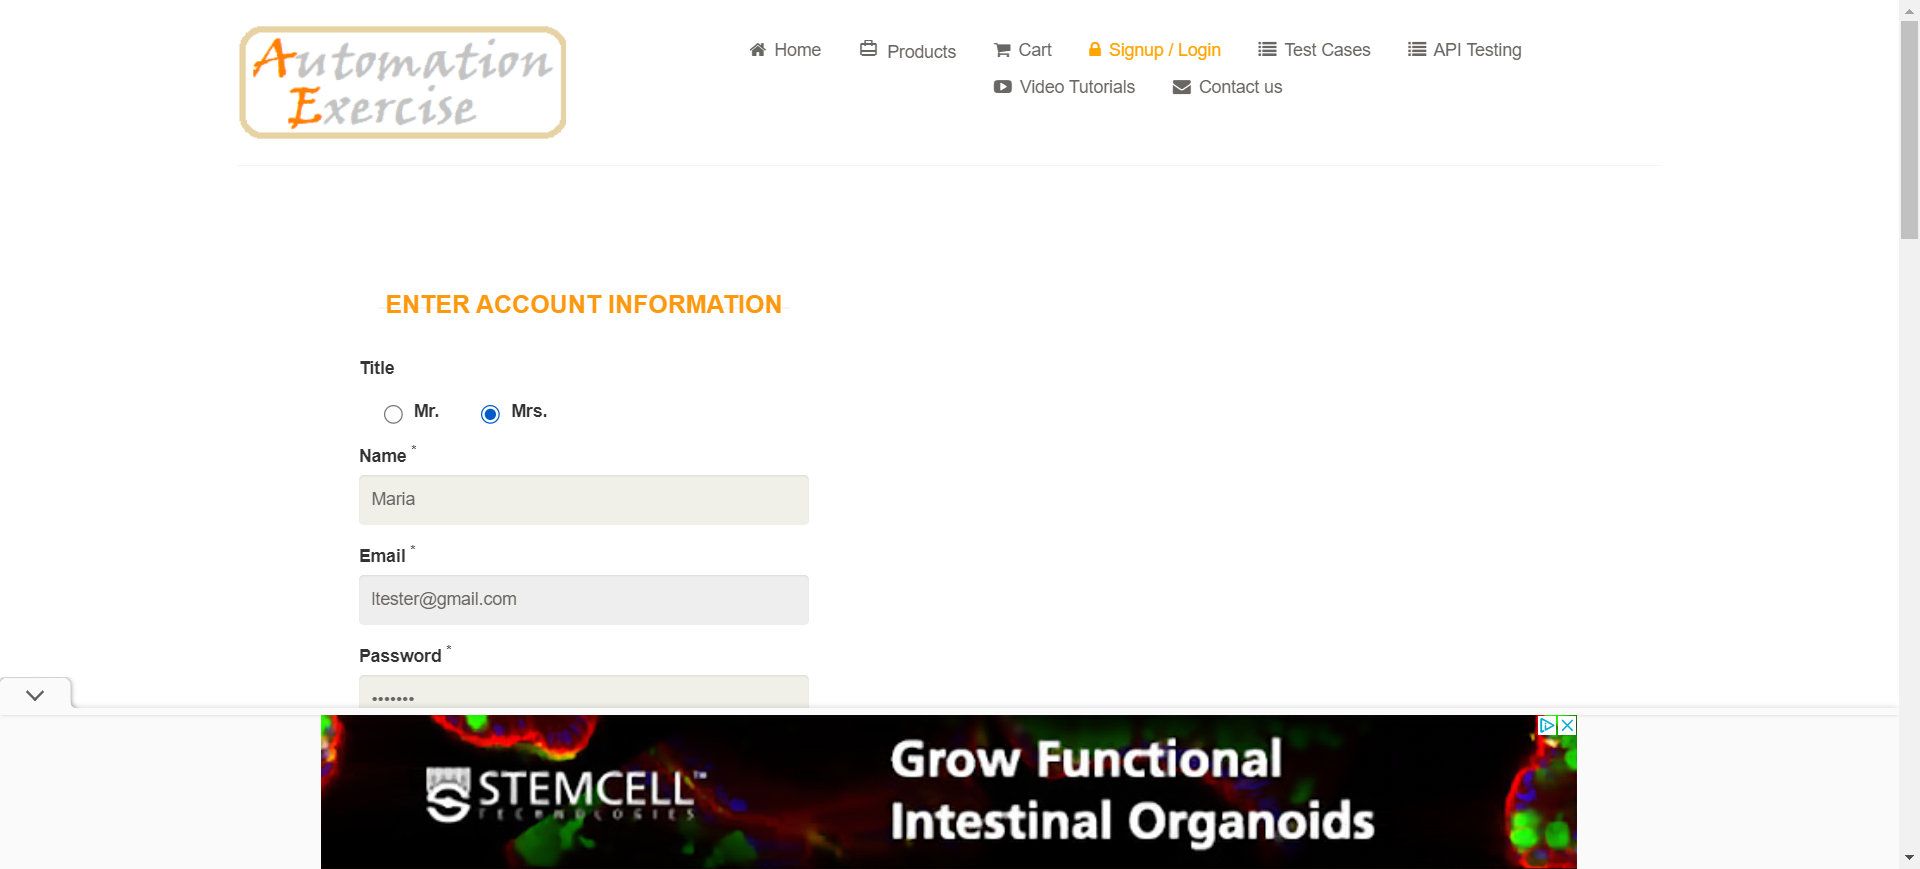 Automation
Exercise
Home Products Cart Signup / Login Test Cases API Testing
Video Tutorials Contact us
ENTER ACCOUNT INFORMATION
Title
Mr. Mrs.
Name *
Maria
Email *
ltester@gmail.com
Password *
•••••••
STEMCELL™
TECHNOLOGIES
Grow Functional
Intestinal Organoids